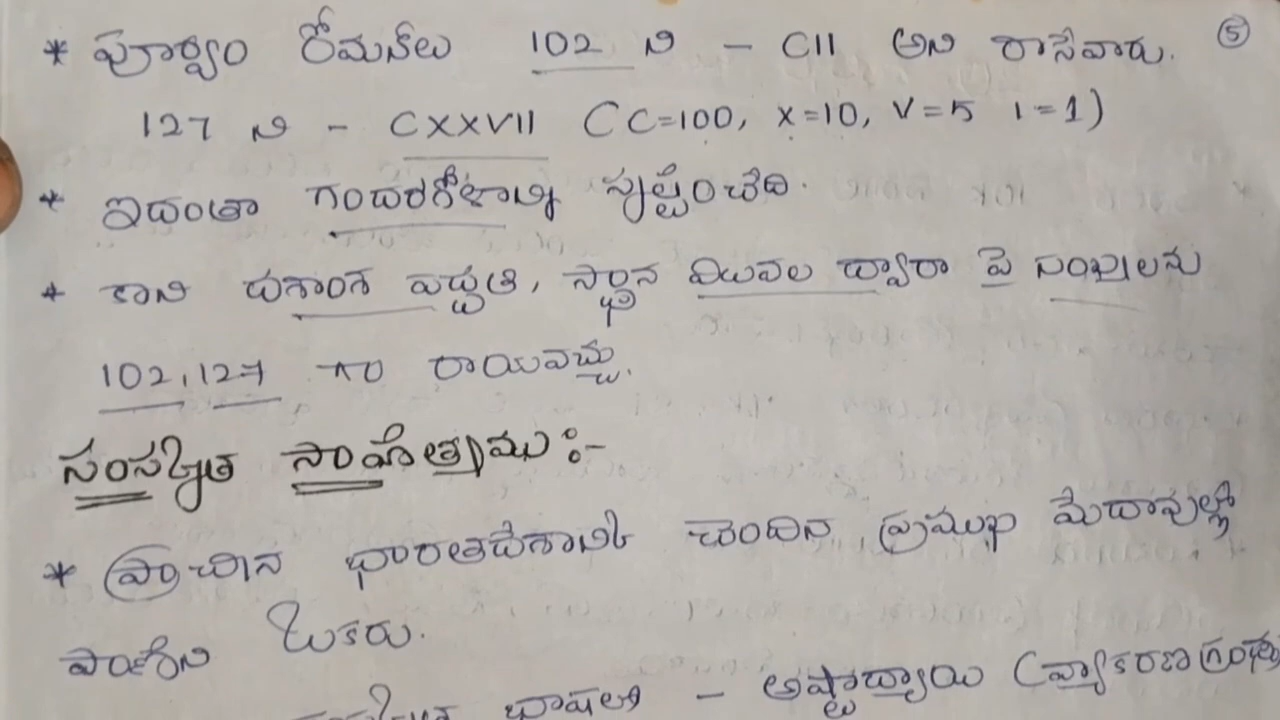 * పూర్వం రోమన్‌లు 102 ని - CII అని రాసేవారు. 5
127 ని - CXXVII (C=100, X=10, V=5 I=1)
* ఇదంతా గందరగోళాన్ని సృష్టించేది.
* కాని దశాంశ పద్ధతి, స్థాన విలువల ద్వారా పై సంఖ్యలను
102, 127 గా రాయవచ్చు.
సంస్కృత సాహిత్యము :-
* ప్రాచీన భారతదేశానికి చెందిన ప్రముఖ మేదావుల్లో
పాణిని ఒకరు.
సంస్కృత భాషలో - అష్టాద్యాయి (వ్యాకరణ గ్రంథం